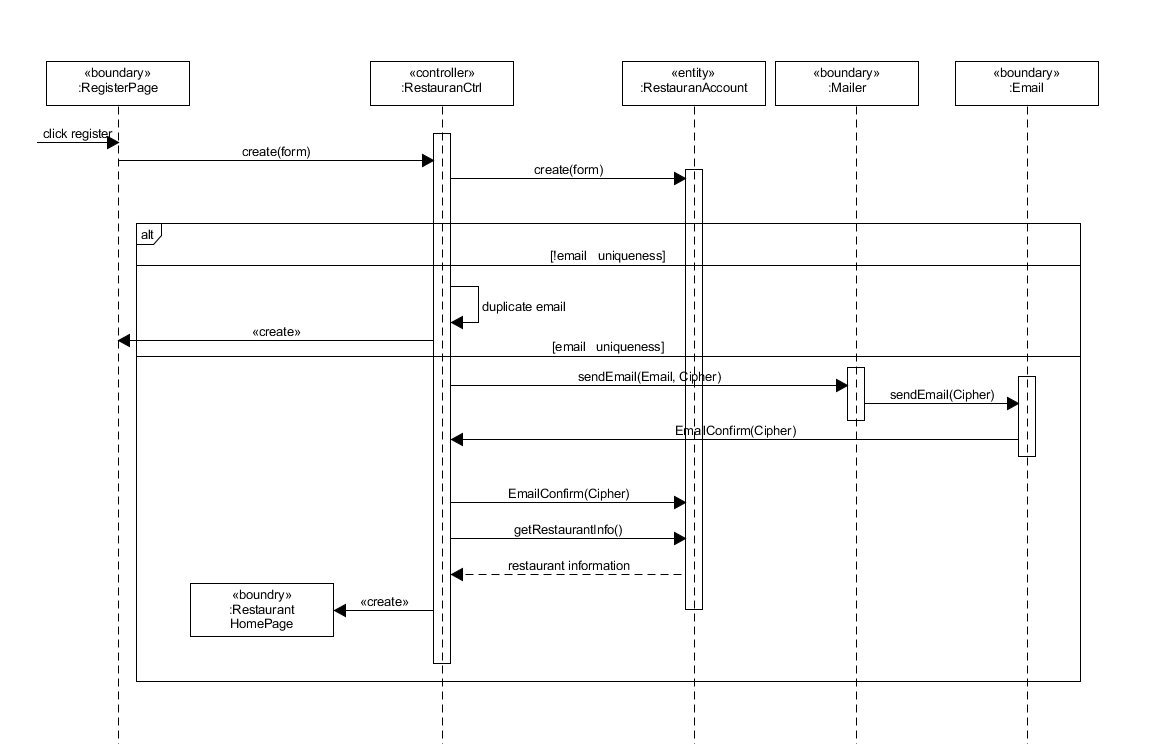 «boundary»
:RegisterPage
«controller»
:RestauranCtrl
«entity»
:RestauranAccount
«boundary»
:Mailer
«boundary»
:Email
click register
create(form)
create(form)
alt
[!email uniqueness]
duplicate email
«create»
[email uniqueness]
sendEmail(Email, Cipher)
sendEmail(Cipher)
EmailConfirm(Cipher)
EmailConfirm(Cipher)
getRestaurantInfo()
restaurant information
«boundry»
:Restaurant
HomePage
«create»